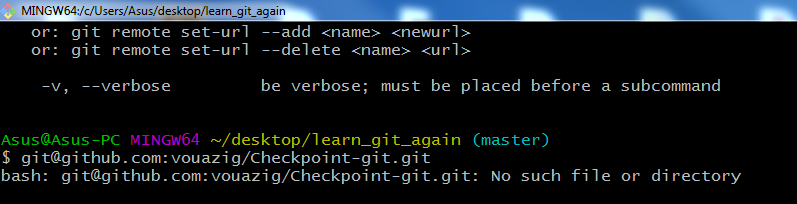 MINGW64:/c/Users/Asus/desktop/learn_git_again
or: git remote set-url --add <name> <newurl>
or: git remote set-url --delete <name> <url>
-v, --verbose be verbose; must be placed before a subcommand
Asus@Asus-PC MINGW64 ~/desktop/learn_git_again (master)
$ git@github.com:vouazig/Checkpoint-git.git
bash: git@github.com:vouazig/Checkpoint-git.git: No such file or directory